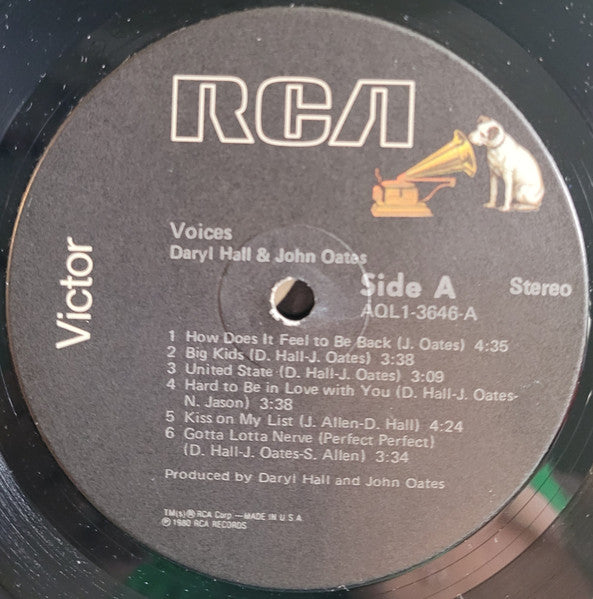 RCA
Victor
Voices
Daryl Hall & John Oates
Side A
Stereo
AQL1-3646-A
1 How Does It Feel to Be Back (J. Oates) 4:35
2 Big Kids (D. Hall-J. Oates) 3:38
3 United State (D. Hall-J. Oates) 3:09
4 Hard to Be in Love with You (D. Hall-J. Oates-
N. Jason) 3:38
5 Kiss on My List (J. Allen-D. Hall) 4:24
6 Gotta Lotta Nerve (Perfect Perfect)
(D. Hall-J. Oates-S. Allen) 3:34
Produced by Daryl Hall and John Oates
TM(s)® RCA Corp.—MADE IN U S A
℗ 1980 RCA RECORDS